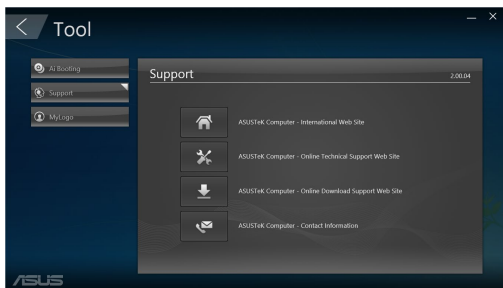 Tool
Ai Booting
Support
MyLogo
Support
2.00.04
ASUSTeK Computer - International Web Site
ASUSTeK Computer - Online Technical Support Web Site
ASUSTeK Computer - Online Download Support Web Site
ASUSTeK Computer - Contact Information
ASUS